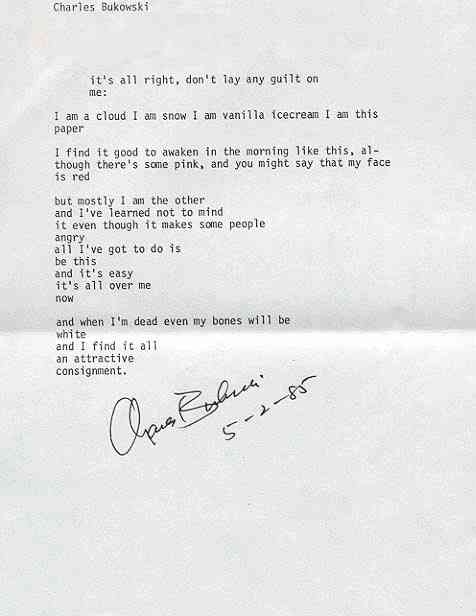 Charles Bukowski
it's all right, don't lay any guilt on
me:
I am a cloud I am snow I am vanilla icecream I am this
paper
I find it good to awaken in the morning like this, al-
though there's some pink, and you might say that my face
is red
but mostly I am the other
and I've learned not to mind
it even though it makes some people
angry
all I've got to do is
be this
and it's easy
it's all over me
now
and when I'm dead even my bones will be
white
and I find it all
an attractive
consignment.
Charles Bukowski
5-2-85